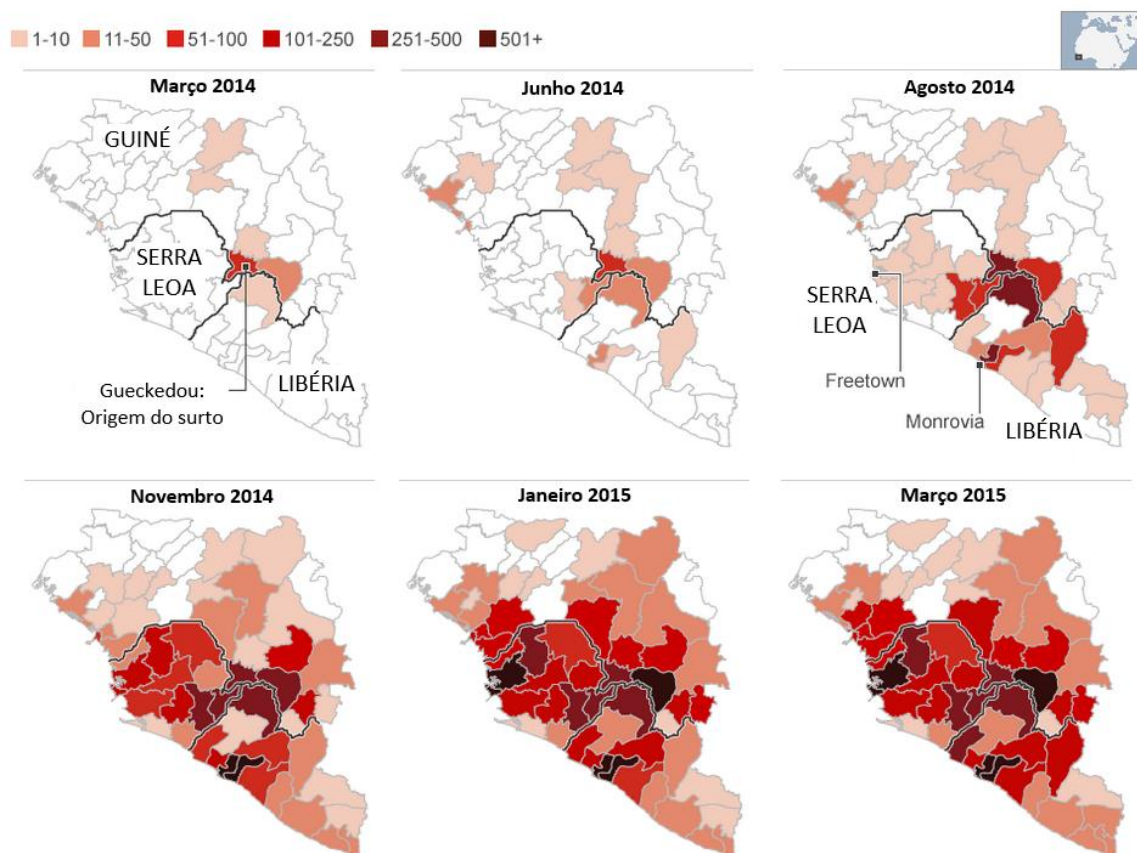 1-10 11-50 51-100 101-250 251-500 501+
Março 2014
GUINÉ
SERRA
LEOA
LIBÉRIA
Gueckedou:
Origem do surto
Junho 2014
Agosto 2014
SERRA
LEOA
Freetown
Monrovia
LIBÉRIA
Novembro 2014
Janeiro 2015
Março 2015